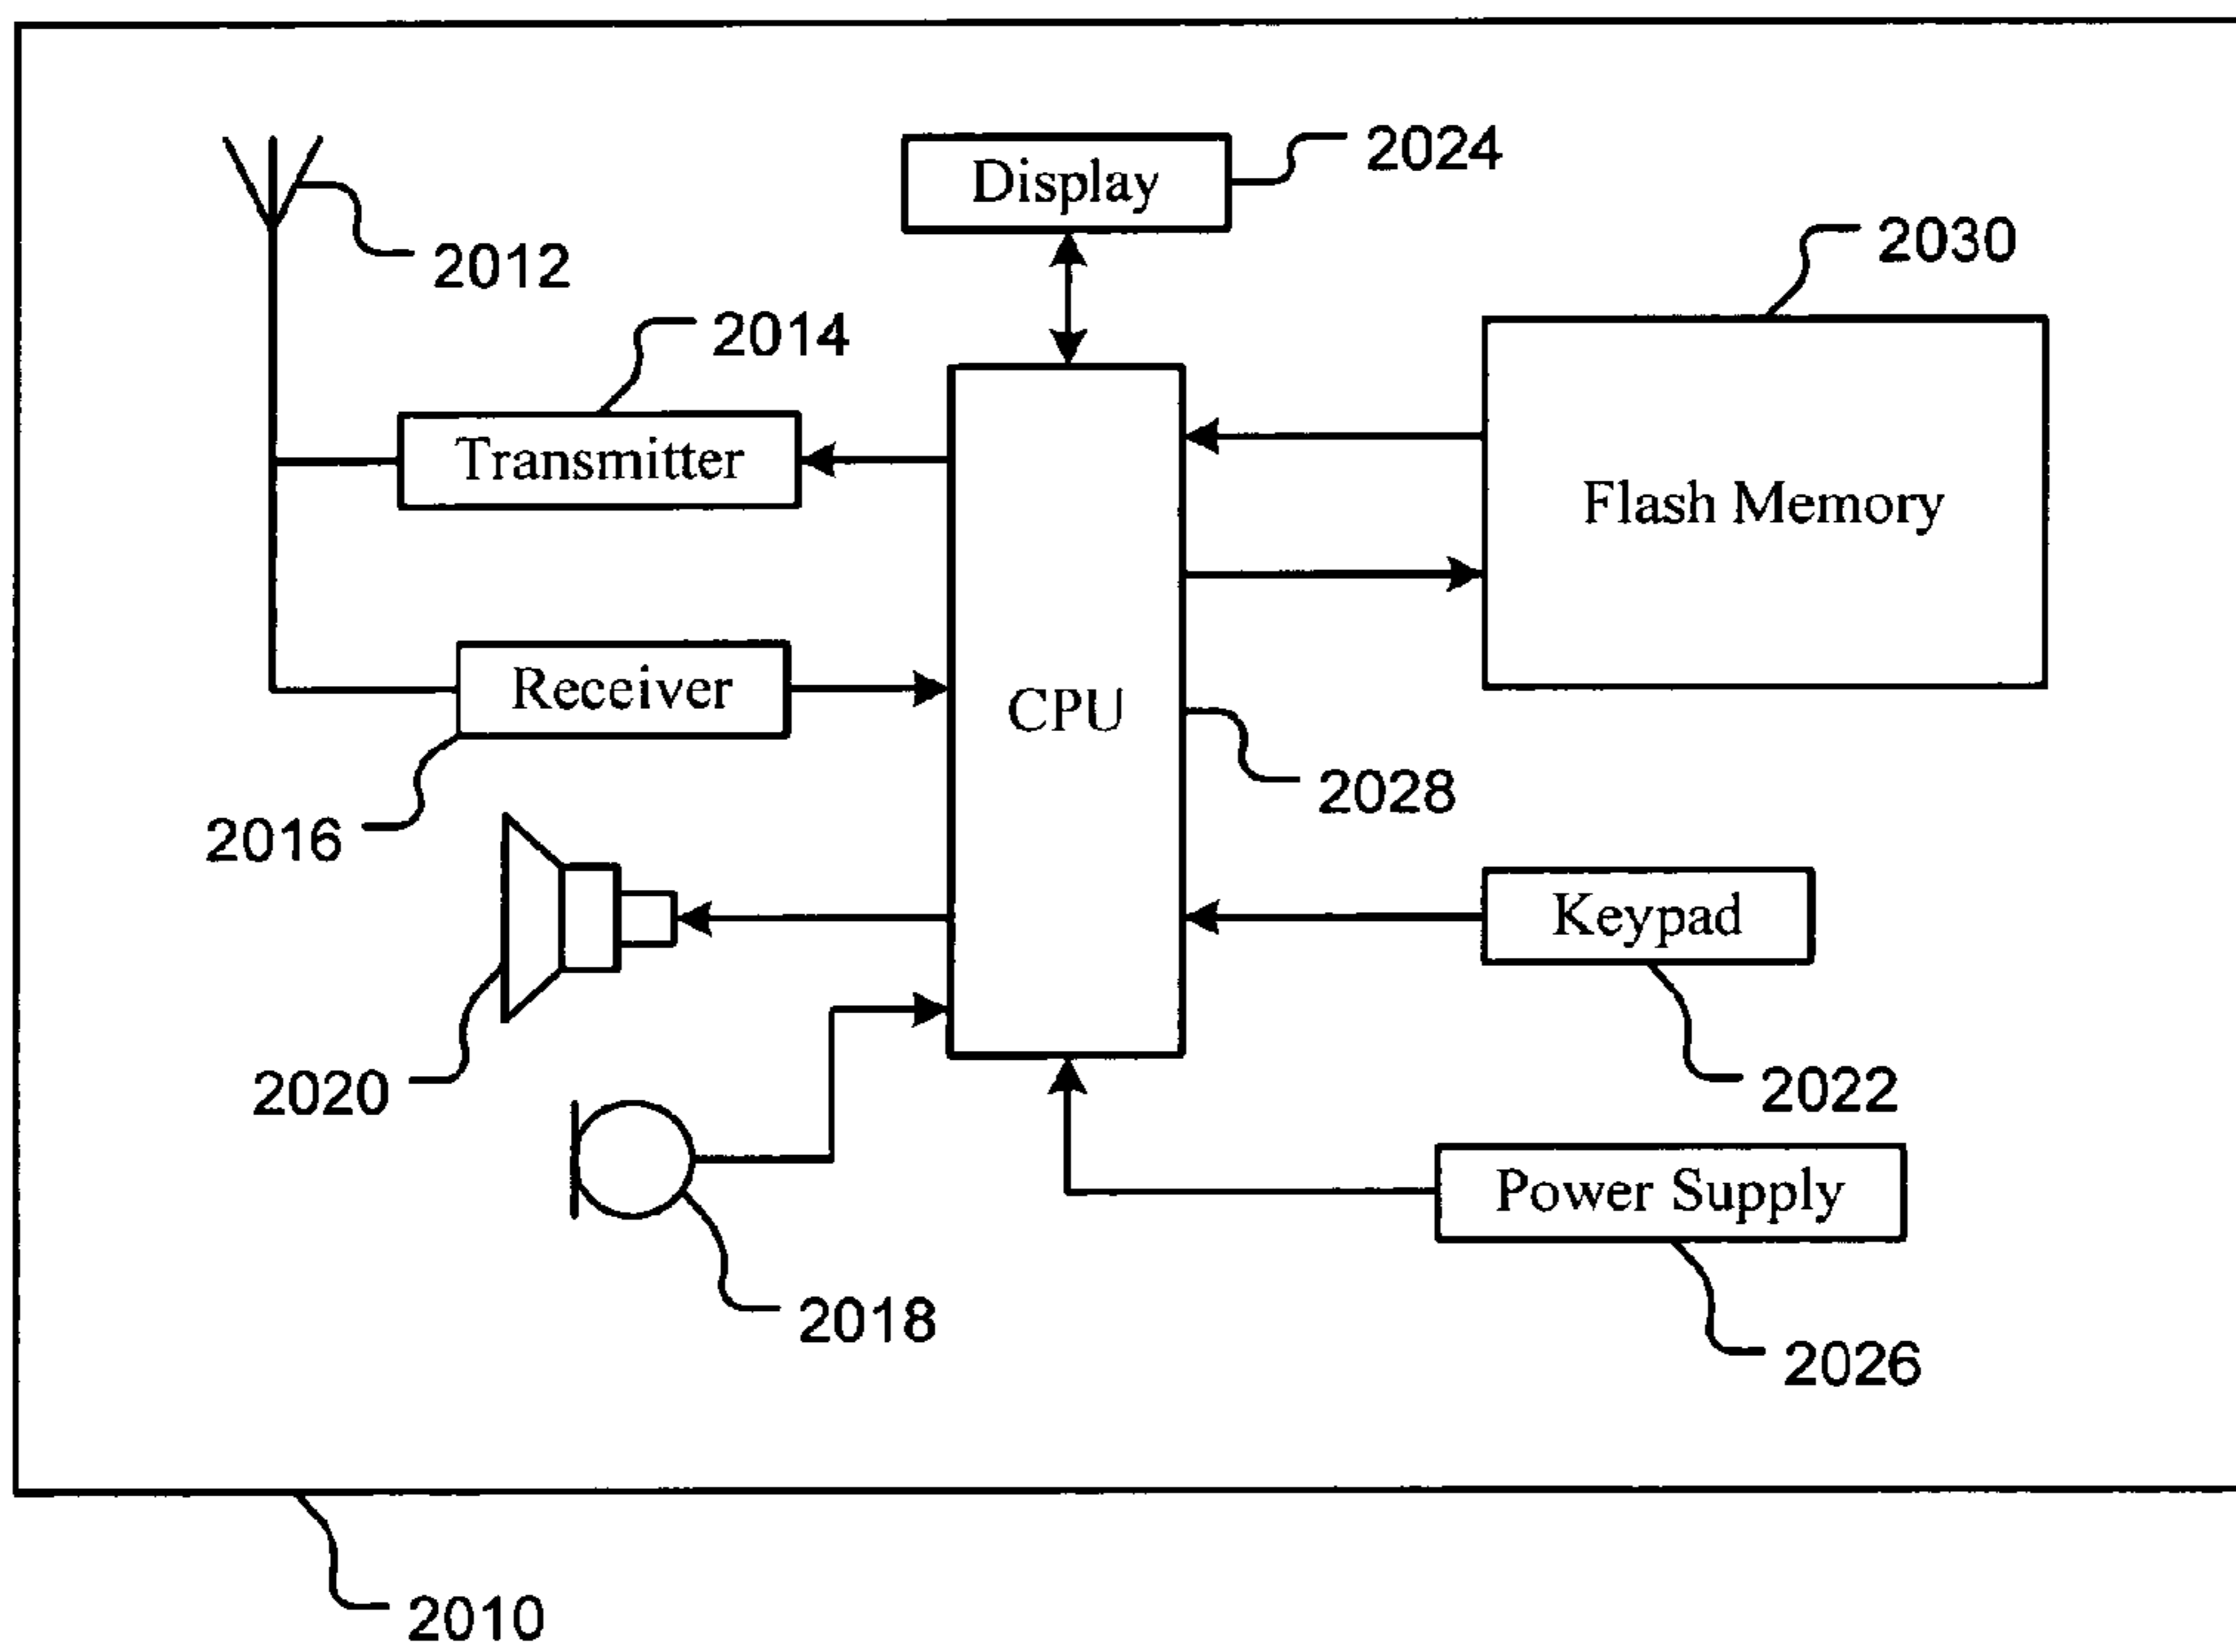 Display
2024
2030
2012
2014
Transmitter
Flash Memory
Receiver
CPU
2028
2016
Keypad
2020
2022
Power Supply
2018
2026
2010